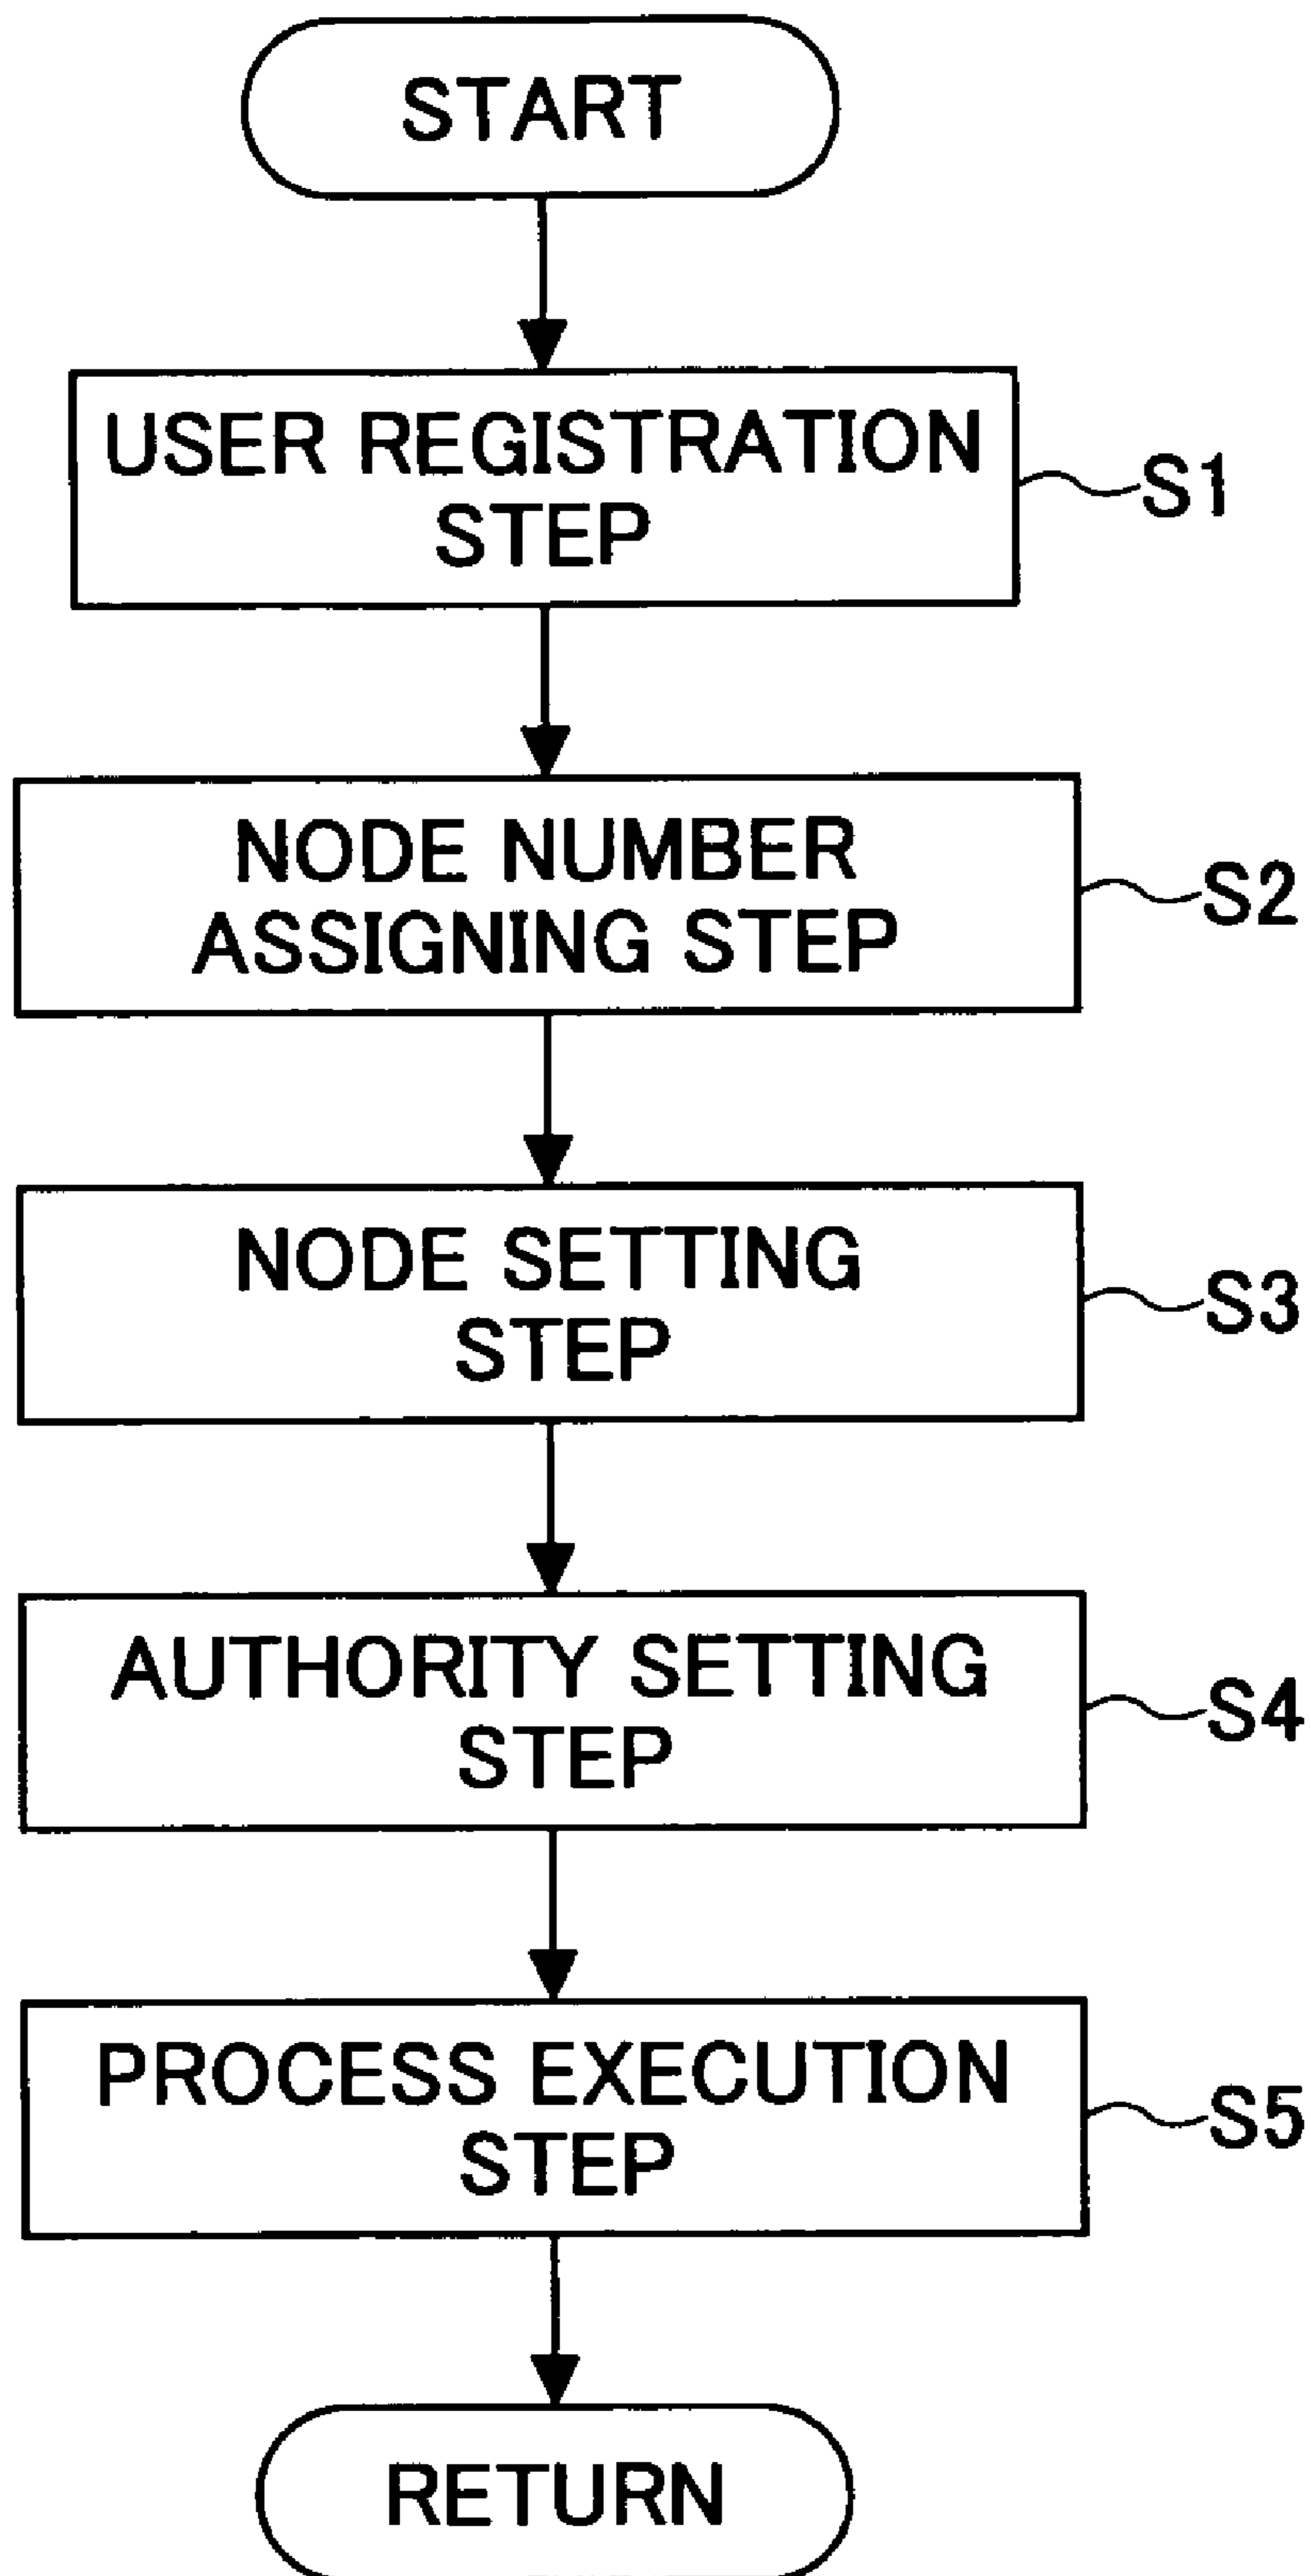 START
USER REGISTRATION
STEP
S1
NODE NUMBER
ASSIGNING STEP
S2
NODE SETTING
STEP
S3
AUTHORITY SETTING
STEP
S4
PROCESS EXECUTION
STEP
S5
RETURN